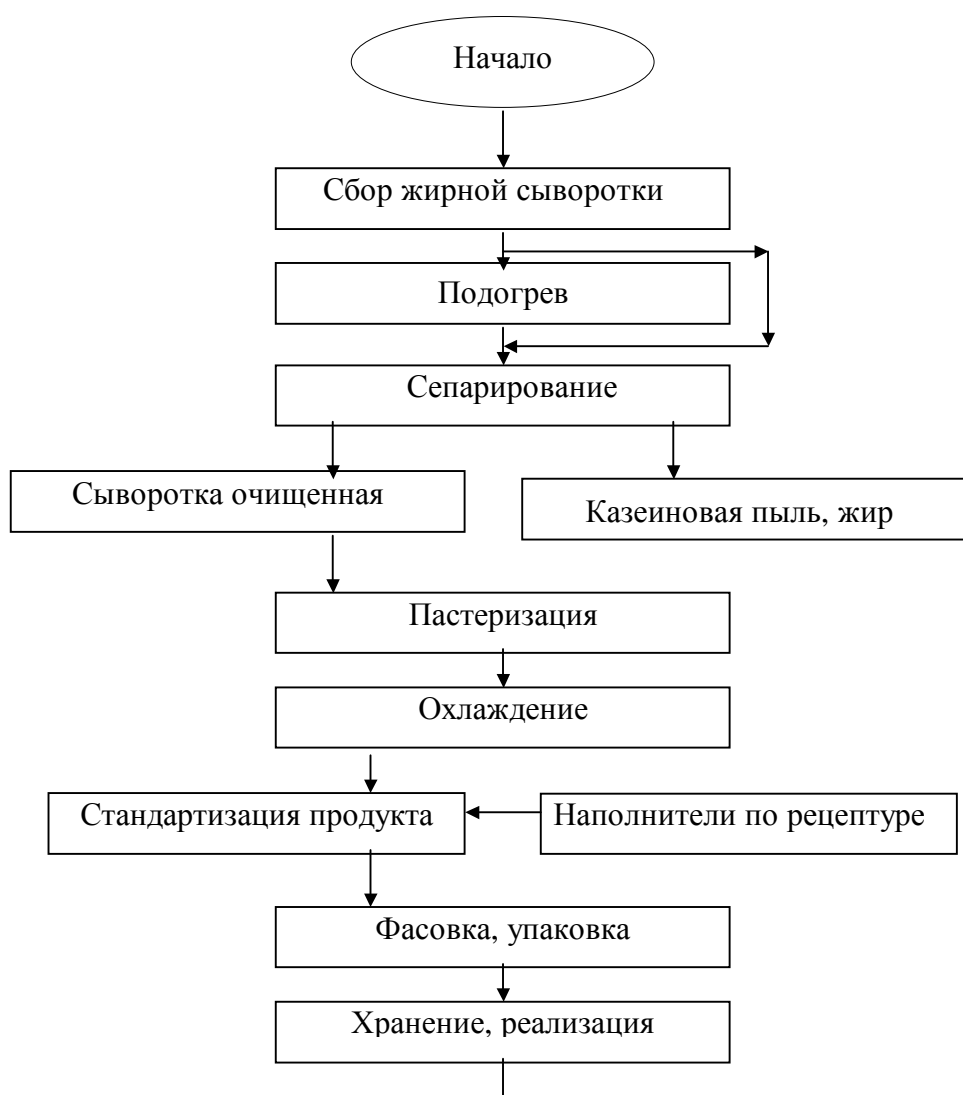 Начало
Сбор жирной сыворотки
Подогрев
Сепарирование
Сыворотка очищенная
Казеиновая пыль, жир
Пастеризация
Охлаждение
Стандартизация продукта
Наполнители по рецептуре
Фасовка, упаковка
Хранение, реализация